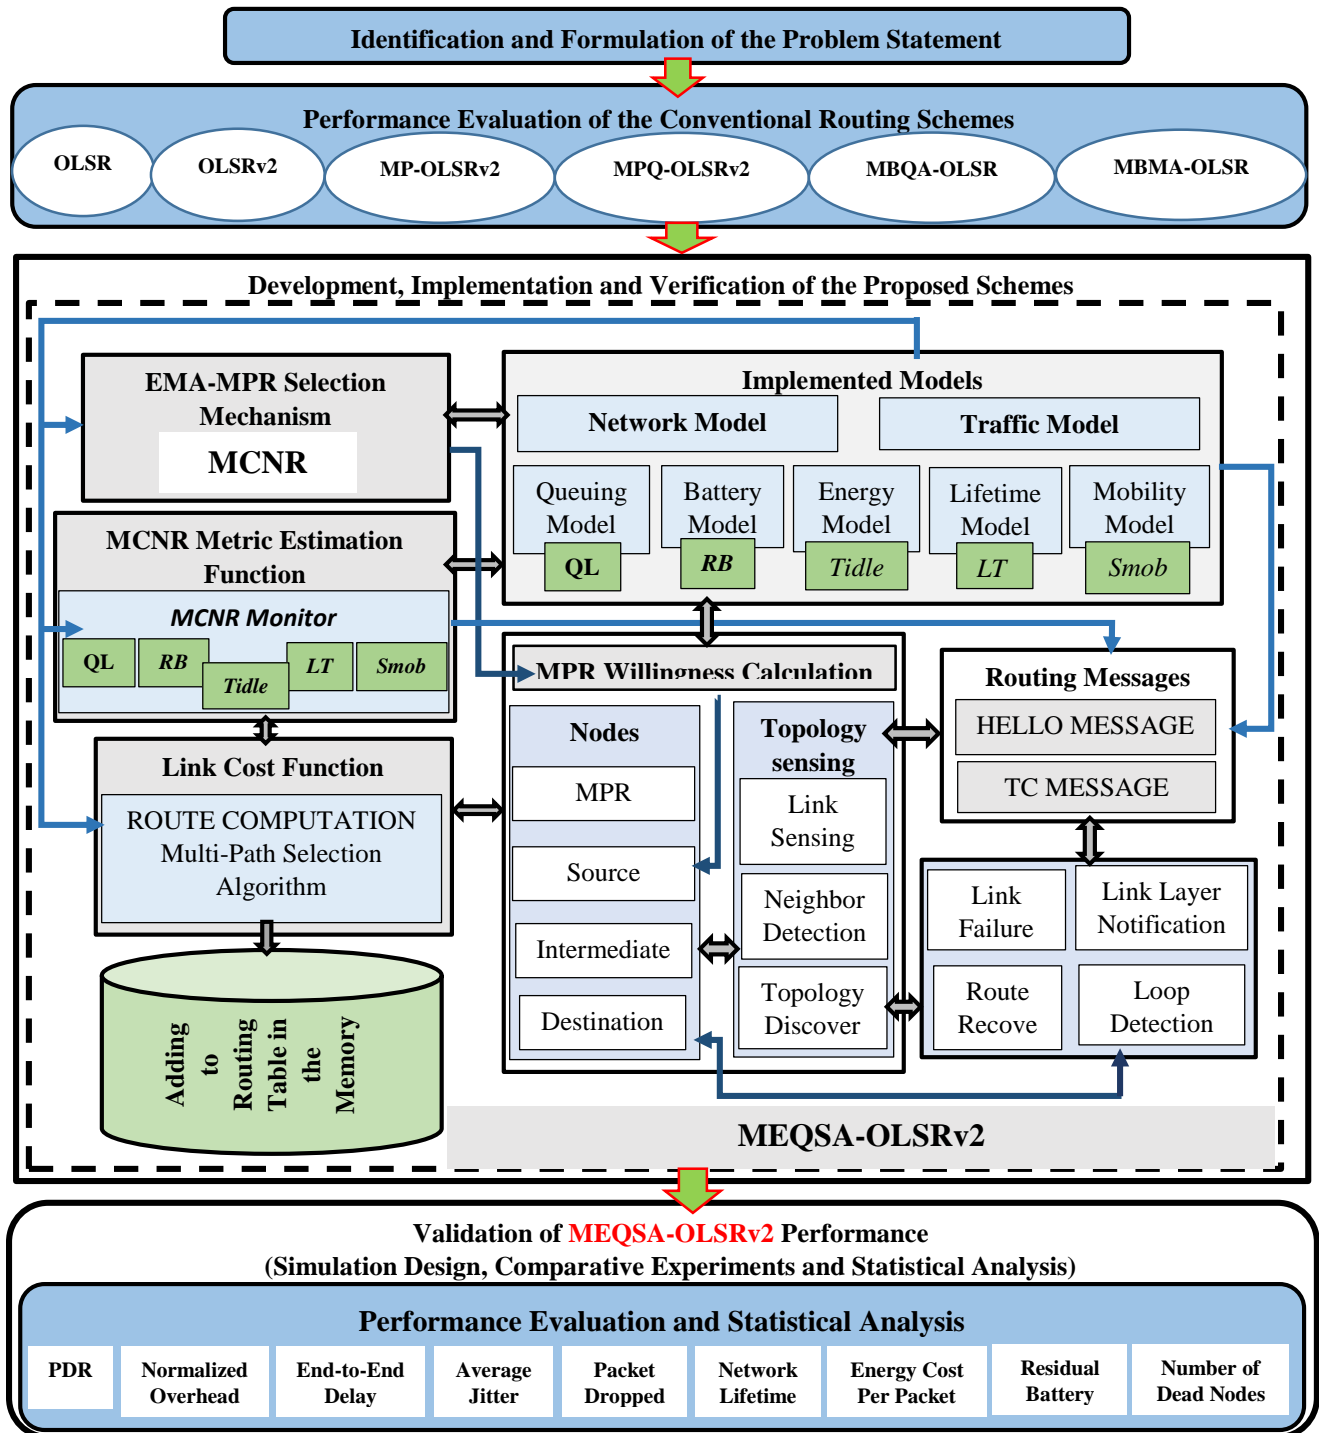 Identification and Formulation of the Problem Statement
Performance Evaluation of the Conventional Routing Schemes
OLSR
OLSRv2
MP-OLSRv2
MPQ-OLSRv2
MBQA-OLSR
MBMA-OLSR
Development, Implementation and Verification of the Proposed Schemes
EMA-MPR Selection
Mechanism
MCNR
Implemented Models
Network Model
Traffic Model
Queuing
Model
QL
Battery
Model
RB
Energy
Model
Tidle
Lifetime
Model
LT
Mobility
Model
Smob
MCNR Metric Estimation
Function
MCNR Monitor
QL
RB
Tidle
LT
Smob
MPR Willingness Calculation
Nodes
MPR
Source
Intermediate
Destination
Topology
sensing
Link
Sensing
Neighbor
Detection
Topology
Discover
Routing Messages
HELLO MESSAGE
TC MESSAGE
Link Cost Function
ROUTE COMPUTATION
Multi-Path Selection
Algorithm
Link
Failure
Link Layer
Notification
Route
Recove
Loop
Detection
Adding
to
Routing
Table in
the
Memory
MEQSA-OLSRv2
Validation of MEQSA-OLSRv2 Performance
(Simulation Design, Comparative Experiments and Statistical Analysis)
Performance Evaluation and Statistical Analysis
PDR
Normalized
Overhead
End-to-End
Delay
Average
Jitter
Packet
Dropped
Network
Lifetime
Energy Cost
Per Packet
Residual
Battery
Number of
Dead Nodes